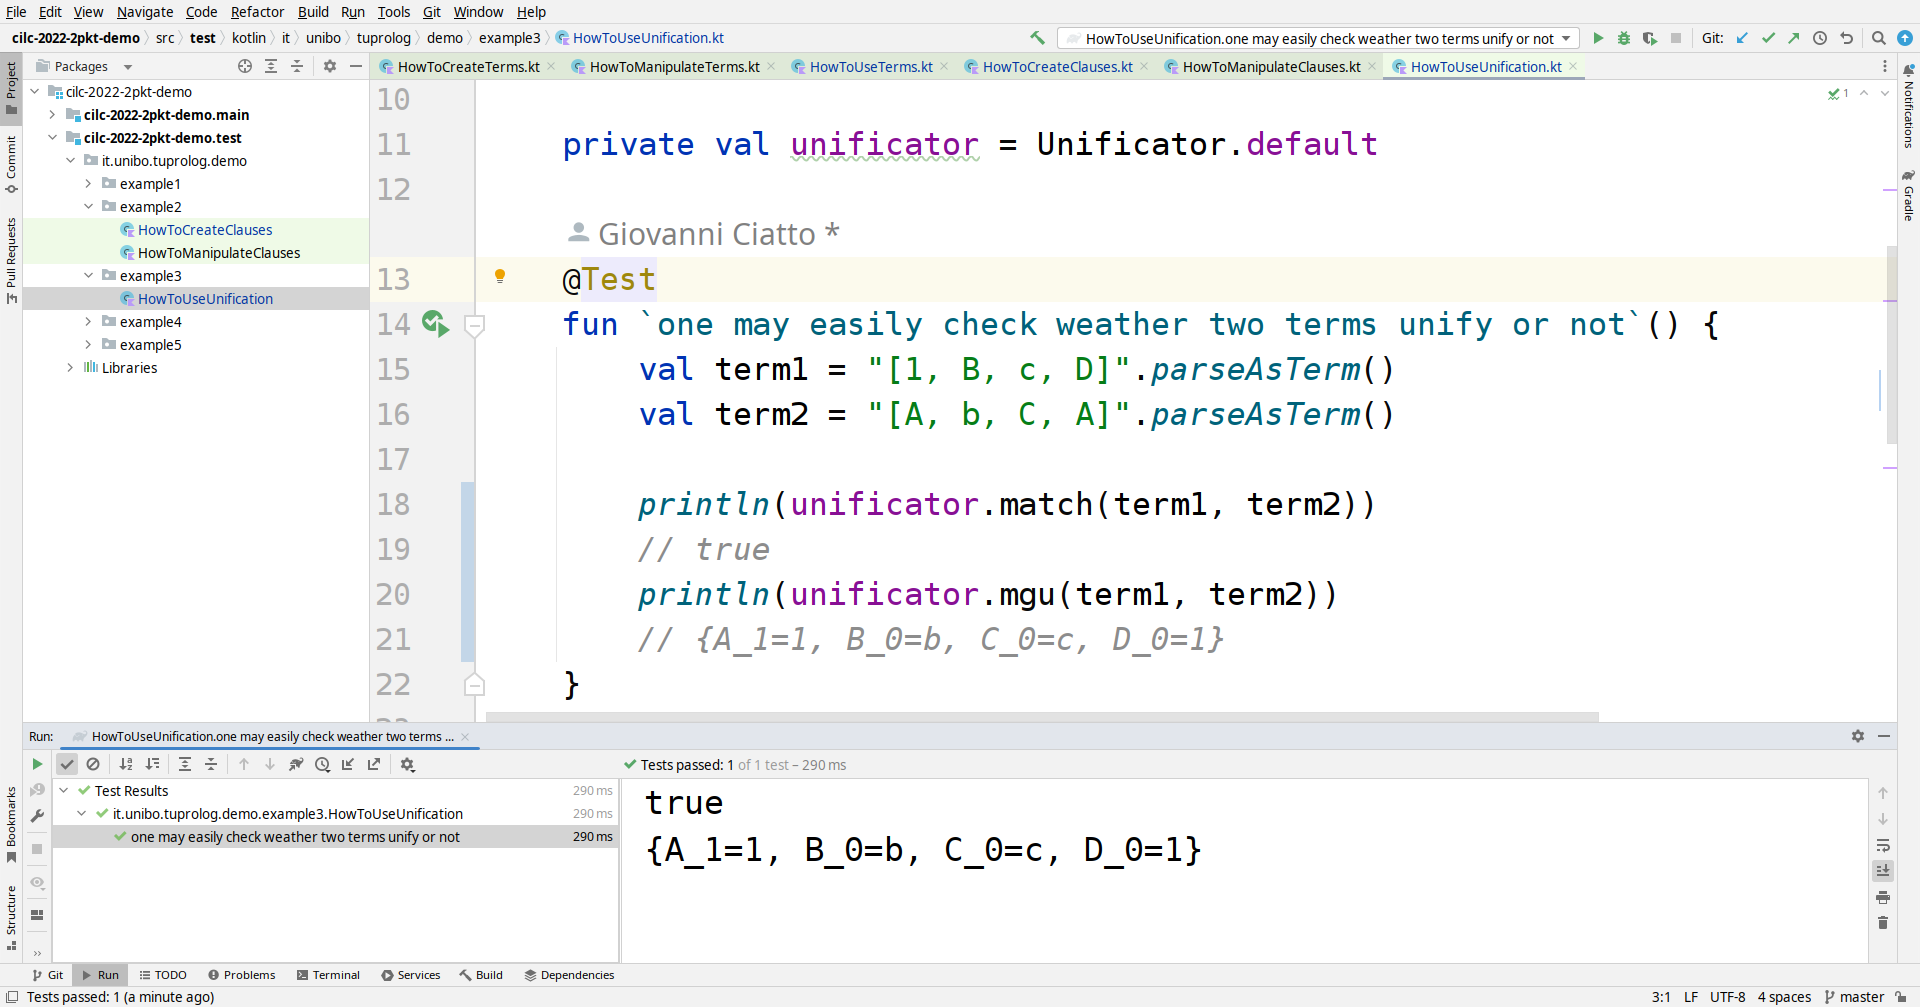 File Edit View Navigate Code Refactor Build Run Tools Git Window Help
cilc-2022-2pkt-demo src test kotlin it unibo tuprolog demo example3 HowToUseUnification.kt HowToUseUnification.one may easily check weather two terms unify or not Git:
Project
Commit
Pull Requests
Bookmarks
Structure
Notifications
Gradle
Packages
HowToCreateTerms.kt HowToManipulateTerms.kt HowToUseTerms.kt HowToCreateClauses.kt HowToManipulateClauses.kt HowToUseUnification.kt
cilc-2022-2pkt-demo
cilc-2022-2pkt-demo.main
cilc-2022-2pkt-demo.test
it.unibo.tuprolog.demo
example1
example2
HowToCreateClauses
HowToManipulateClauses
example3
HowToUseUnification
example4
example5
Libraries
1
10
11 private val unificator = Unificator.default
12
Giovanni Ciatto *
13 @Test
14 fun `one may easily check weather two terms unify or not`() {
15 val term1 = "[1, B, c, D]".parseAsTerm()
16 val term2 = "[A, b, C, A]".parseAsTerm()
17
18 println(unificator.match(term1, term2))
19 // true
20 println(unificator.mgu(term1, term2))
21 // {A_1=1, B_0=b, C_0=c, D_0=1}
22 }
Run: HowToUseUnification.one may easily check weather two terms ...
Tests passed: 1 of 1 test – 290 ms
Test Results 290 ms
it.unibo.tuprolog.demo.example3.HowToUseUnification 290 ms
one may easily check weather two terms unify or not 290 ms
true
{A_1=1, B_0=b, C_0=c, D_0=1}
Git Run TODO Problems Terminal Services Build Dependencies
Tests passed: 1 (a minute ago) 3:1 LF UTF-8 4 spaces master